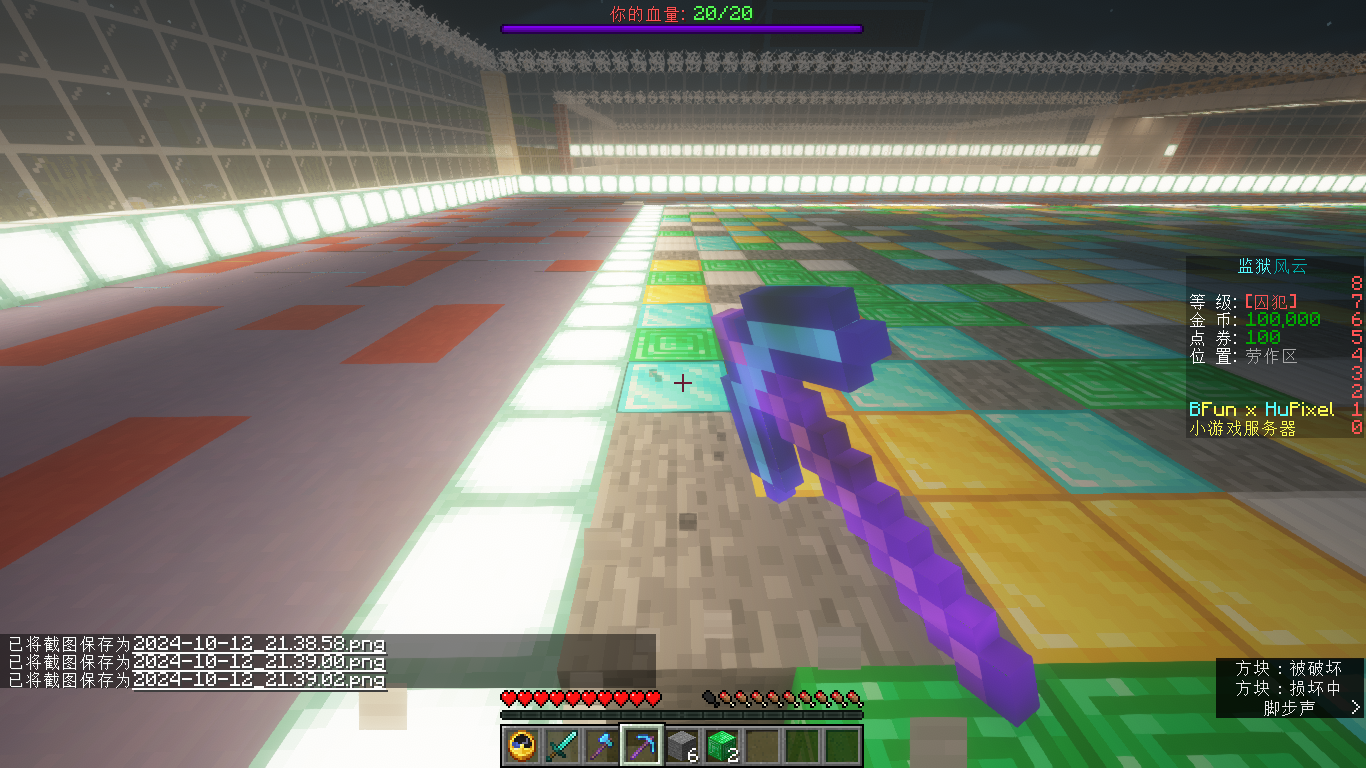 你的血量: 20/20
监狱风云
等 级: [囚犯]
金 币: 100,000
点 券: 100
位 置: 劳作区
BFun x HuPixel
小游戏服务器
8
7
6
5
4
3
2
1
0
已将截图保存为2024-10-12_21.38.58.png
已将截图保存为2024-10-12_21.39.00.png
已将截图保存为2024-10-12_21.39.02.png
方块：被破坏
方块：损坏中
脚步声 >
6
2